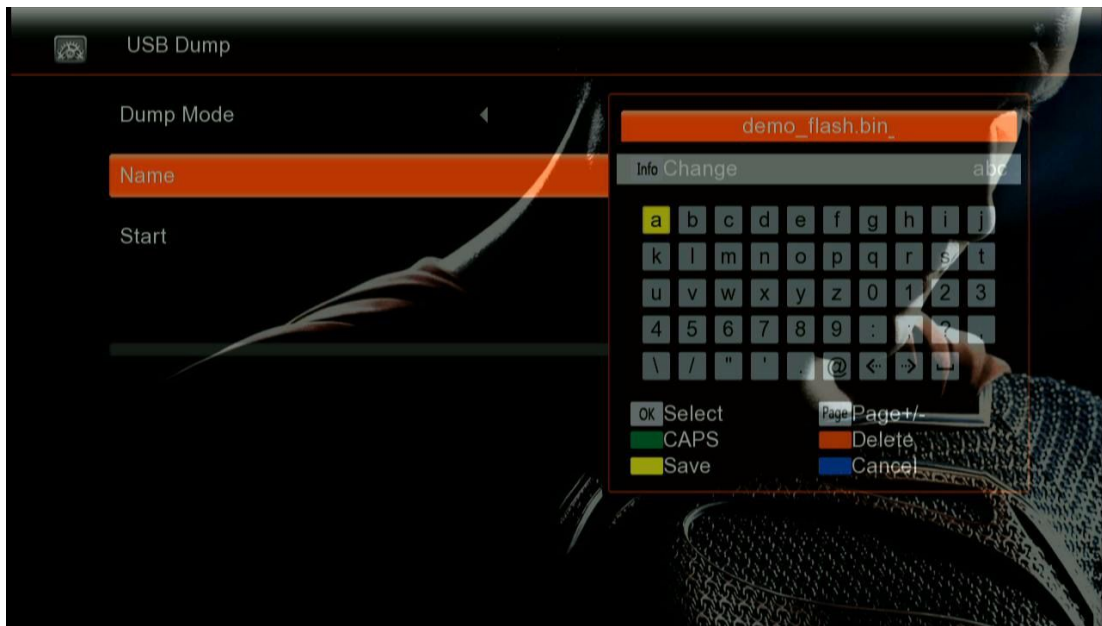 USB Dump
Dump Mode
Name
Start
demo_flash.bin_
Info Change abc
a b c d e f g h i j
k l m n o p q r s t
u v w x y z 0 1 2 3
4 5 6 7 8 9 : ; ? ,
\ / " ' . @ <·· ··> ⎵
OK Select Page Page+/-
CAPS Delete
Save Cancel